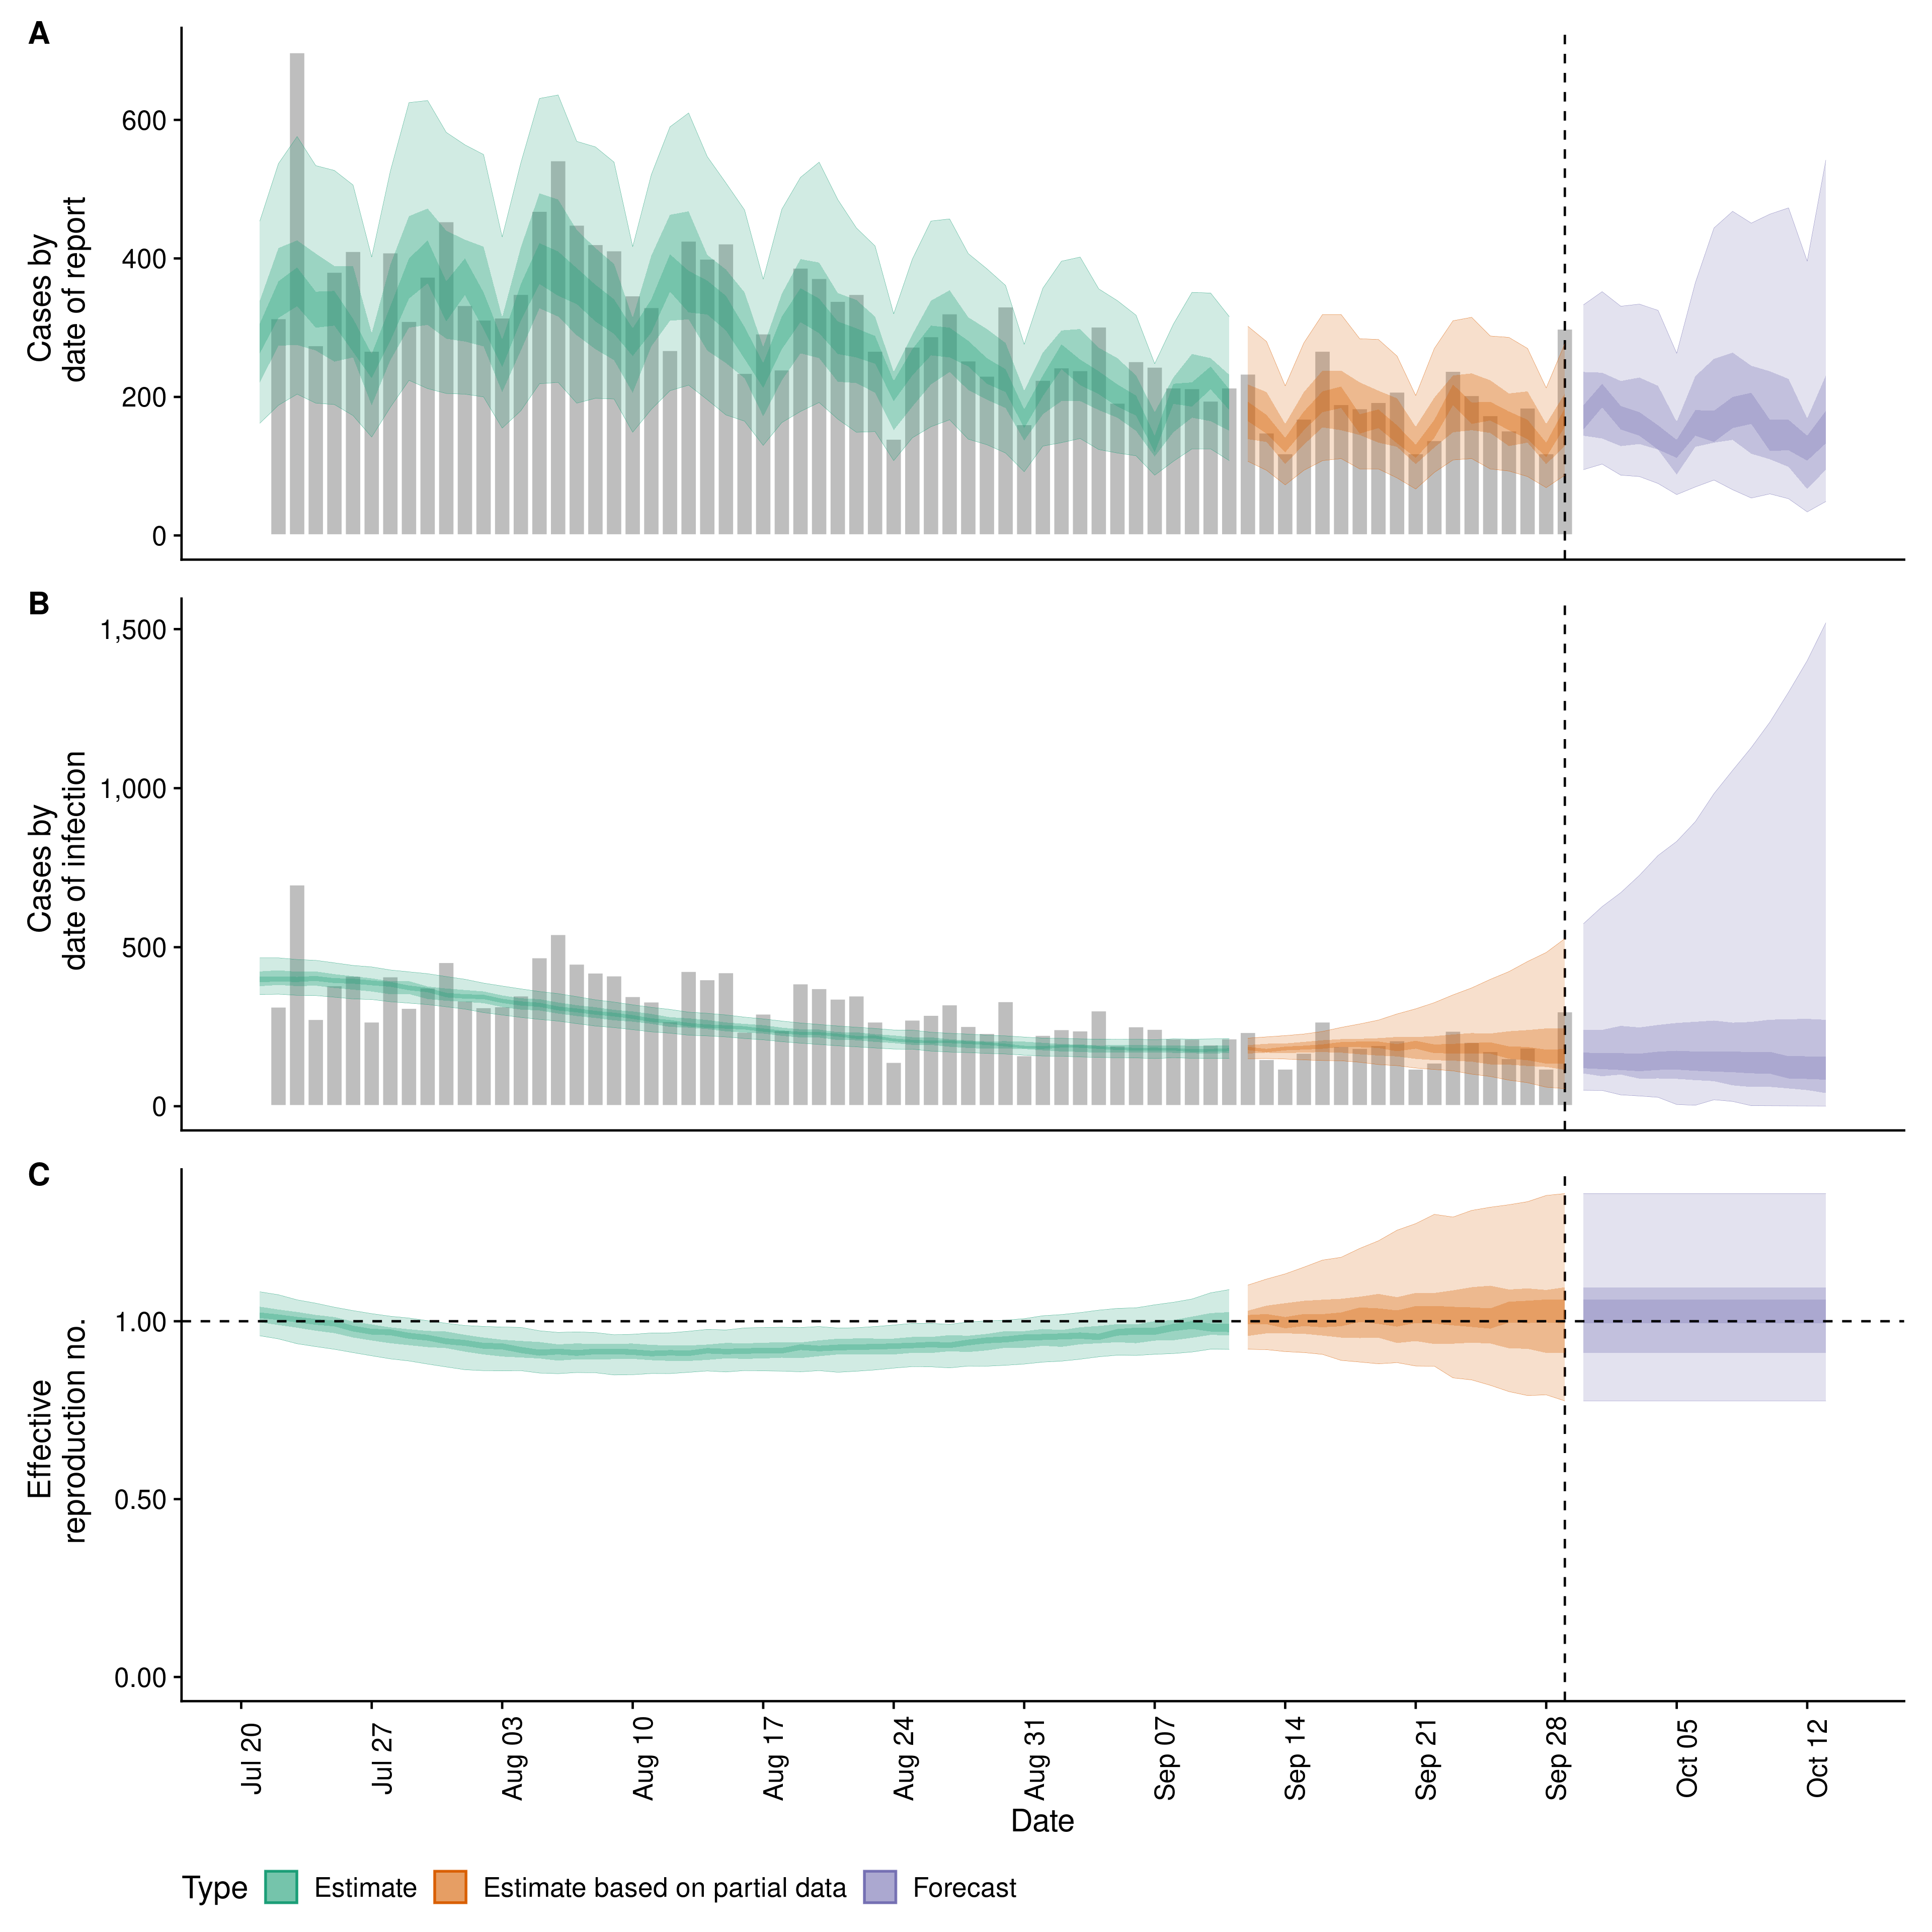 A
600
400
200
0
Cases by
date of report
B
1,500
1,000
500
0
Cases by
date of infection
C
1.00
0.50
0.00
Effective
reproduction no.
Jul 20
Jul 27
Aug 03
Aug 10
Aug 17
Aug 24
Aug 31
Sep 07
Sep 14
Sep 21
Sep 28
Oct 05
Oct 12
Date
Type Estimate Estimate based on partial data Forecast